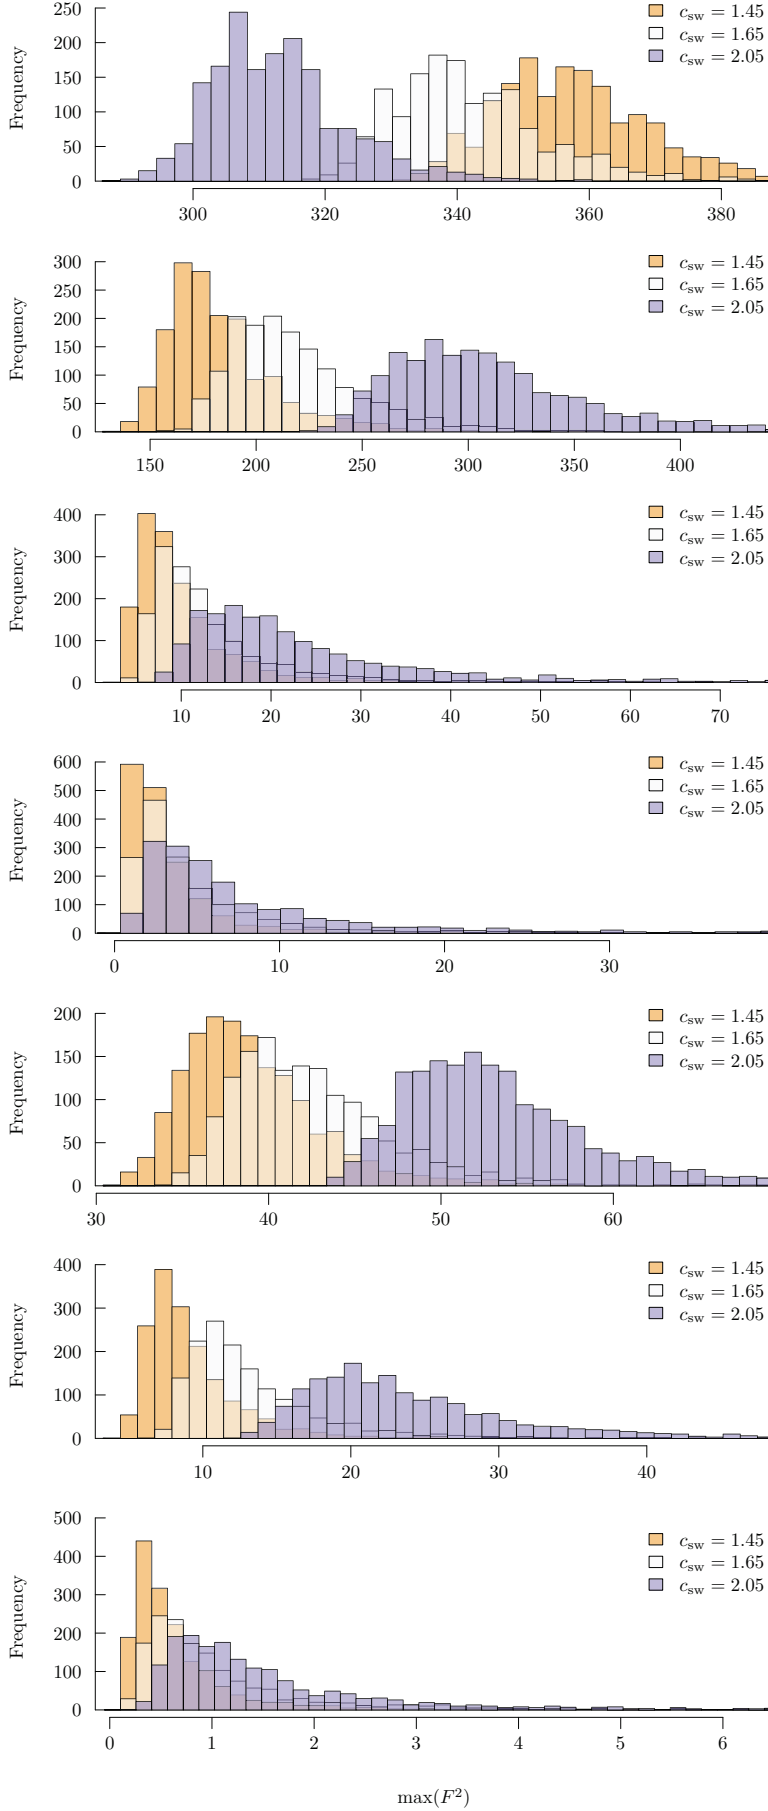 250
200
150
100
50
0
Frequency
c_sw = 1.45
c_sw = 1.65
c_sw = 2.05
300 320 340 360 380
300
250
200
150
100
50
0
Frequency
c_sw = 1.45
c_sw = 1.65
c_sw = 2.05
150 200 250 300 350 400
400
300
200
100
0
Frequency
c_sw = 1.45
c_sw = 1.65
c_sw = 2.05
10 20 30 40 50 60 70
600
500
400
300
200
100
0
Frequency
c_sw = 1.45
c_sw = 1.65
c_sw = 2.05
0 10 20 30
200
150
100
50
0
Frequency
c_sw = 1.45
c_sw = 1.65
c_sw = 2.05
30 40 50 60
400
300
200
100
0
Frequency
c_sw = 1.45
c_sw = 1.65
c_sw = 2.05
10 20 30 40
500
400
300
200
100
0
Frequency
c_sw = 1.45
c_sw = 1.65
c_sw = 2.05
0 1 2 3 4 5 6
max(F²)